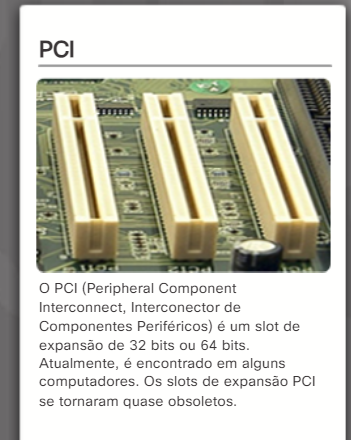 PCI
O PCI (Peripheral Component
Interconnect, Interconector de
Componentes Periféricos) é um slot de
expansão de 32 bits ou 64 bits.
Atualmente, é encontrado em alguns
computadores. Os slots de expansão PCI
se tornaram quase obsoletos.